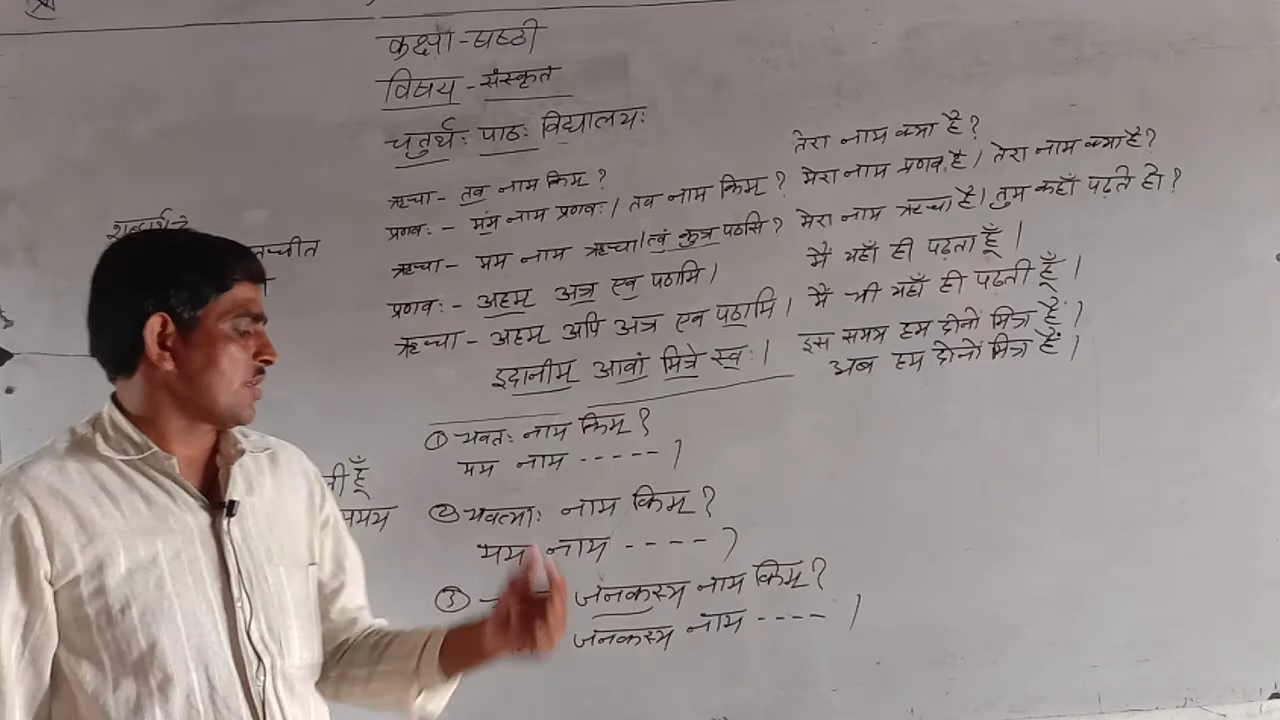 कक्षा - षष्ठी
विषय - संस्कृत
चतुर्थः पाठः विद्यालयः
तेरा नाम क्या है?
ऋच्चा - तव नाम किम्?
प्रणवः - मम नाम प्रणवः। तव नाम किम्? मेरा नाम प्रणव है। तेरा नाम क्या है?
ऋच्चा - मम नाम ऋच्चा। त्वं कुत्र पठसि? मेरा नाम ऋच्चा है। तुम कहाँ पढ़ते हो?
प्रणवः - अहम् अत्र एव पठामि। मैं यहाँ ही पढ़ता हूँ।
ऋच्चा - अहम् अपि अत्र एव पठामि। मैं भी यहाँ ही पढ़ती हूँ।
इदानीम् आवां मित्रे स्वः। इस समय हम दोनों मित्र हैं।
अब हम दोनों मित्र हैं।
शब्दार्थ-
① भवतः नाम किम्?
मम नाम -----।
② भवत्याः नाम किम्?
मम नाम ----।
③ जनकस्य नाम किम्?
जनकस्य नाम ----।
हूँ
समय